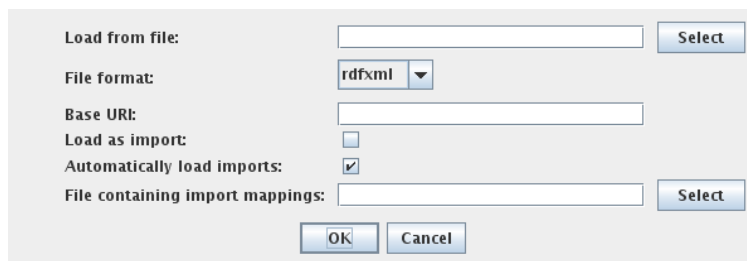 Load from file: Select
File format: rdfxml
Base URI:
Load as import:
Automatically load imports:
File containing import mappings: Select
OK Cancel